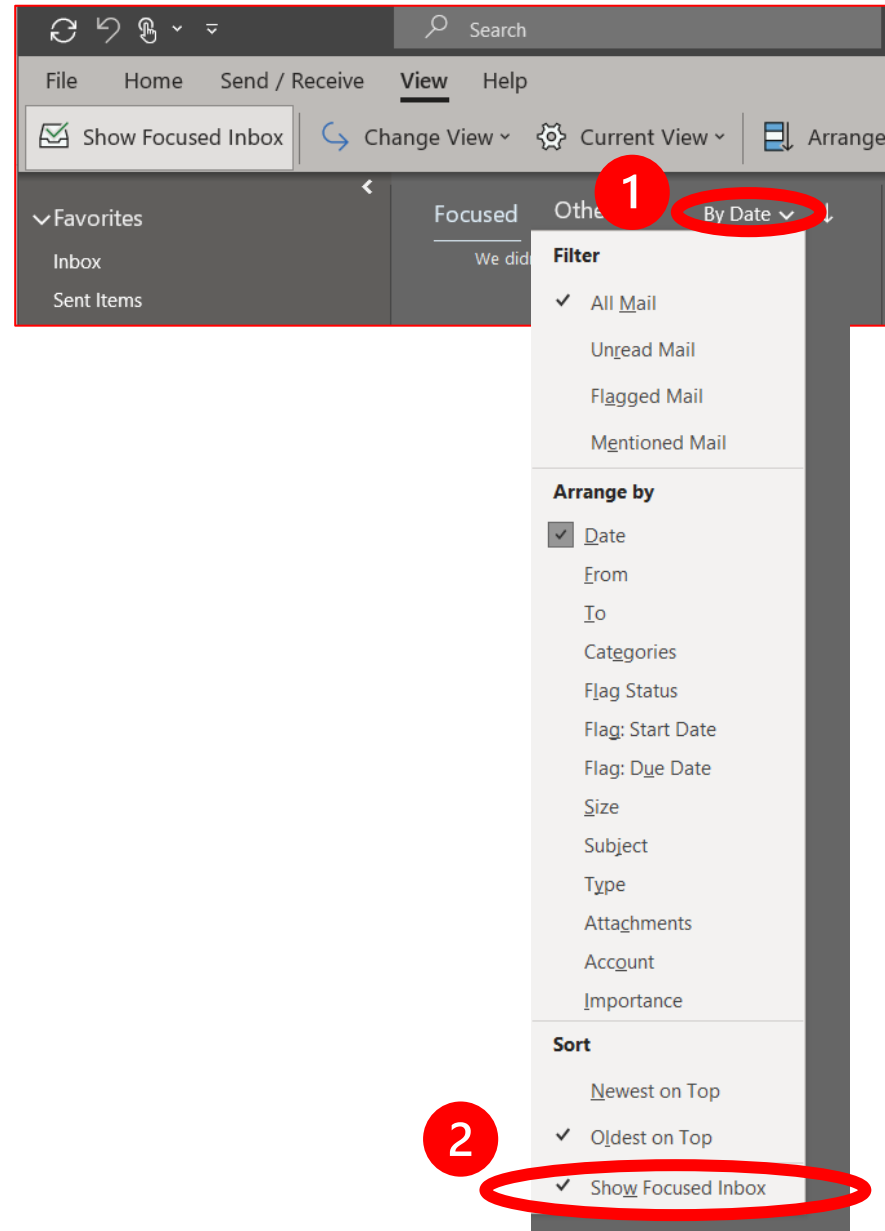 Search
File Home Send / Receive View Help
Show Focused Inbox Change View Current View Arrange
1
Favorites
Focused By Date
Inbox
We
Sent Items
Filter
All Mail
Unread Mail
Flagged Mail
Mentioned Mail
Arrange by
Date
From
To
Categories
Flag Status
Flag: Start Date
Flag: Due Date
Size
Subject
Type
Attachments
Account
Importance
Sort
Newest on Top
2
Oldest on Top
Show Focused Inbox